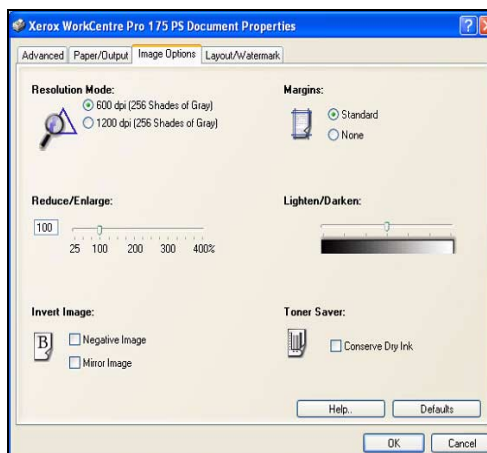 Xerox WorkCentre Pro 175 PS Document Properties
Advanced Paper/Output Image Options Layout/Watermark
Resolution Mode:
600 dpi (256 Shades of Gray)
1200 dpi (256 Shades of Gray)
Margins:
Standard
None
Reduce/Enlarge:
100
25 100 200 300 400%
Lighten/Darken:
Invert Image:
B
Negative Image
Mirror Image
Toner Saver:
Conserve Dry Ink
Help.. Defaults
OK Cancel